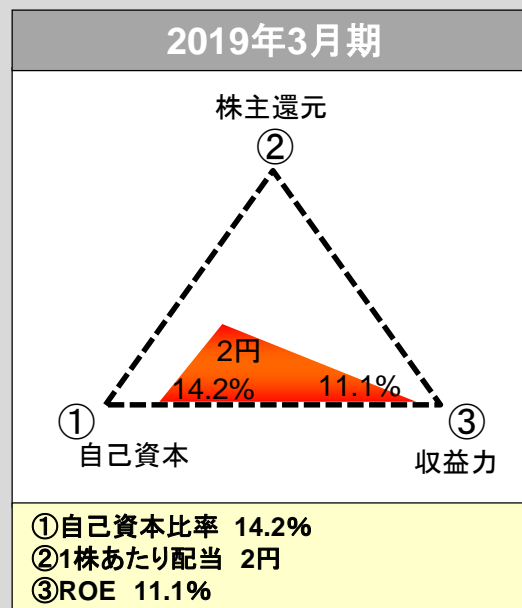 2019年3月期
株主還元
②
2円
14.2% 11.1%
① ③
自己資本 収益力
①自己資本比率 14.2%
②1株あたり配当 2円
③ROE 11.1%